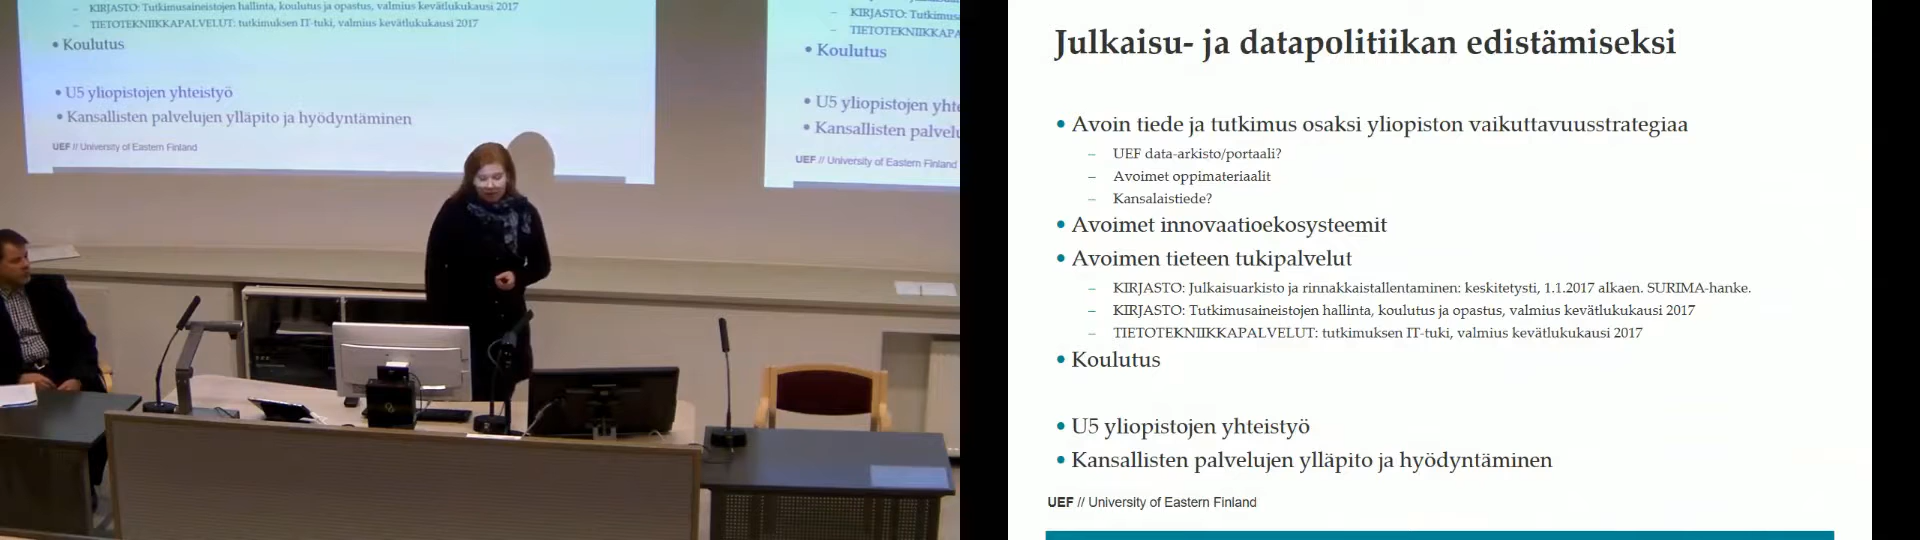 – KIRJASTO: Tutkimusaineistojen hallinta, koulutus ja opastus, valmius kevätlukukausi 2017
– TIETOTEKNIIKKAPALVELUT: tutkimuksen IT-tuki, valmius kevätlukukausi 2017
• Koulutus
• U5 yliopistojen yhteistyö
• Kansallisten palvelujen ylläpito ja hyödyntäminen
UEF // University of Eastern Finland
– KIRJASTO:
– 
• Koulutus
• U5 yliopistojen
• Kansallisten
UEF // University of Eastern Finland
Julkaisu- ja datapolitiikan edistämiseksi
• Avoin tiede ja tutkimus osaksi yliopiston vaikuttavuusstrategiaa
– UEF data-arkisto/portaali?
– Avoimet oppimateriaalit
– Kansalaistiede?
• Avoimet innovaatioekosysteemit
• Avoimen tieteen tukipalvelut
– KIRJASTO: Julkaisuarkisto ja rinnakkaistallentaminen: keskitetysti, 1.1.2017 alkaen. SURIMA-hanke.
– KIRJASTO: Tutkimusaineistojen hallinta, koulutus ja opastus, valmius kevätlukukausi 2017
– TIETOTEKNIIKKAPALVELUT: tutkimuksen IT-tuki, valmius kevätlukukausi 2017
• Koulutus
• U5 yliopistojen yhteistyö
• Kansallisten palvelujen ylläpito ja hyödyntäminen
UEF // University of Eastern Finland